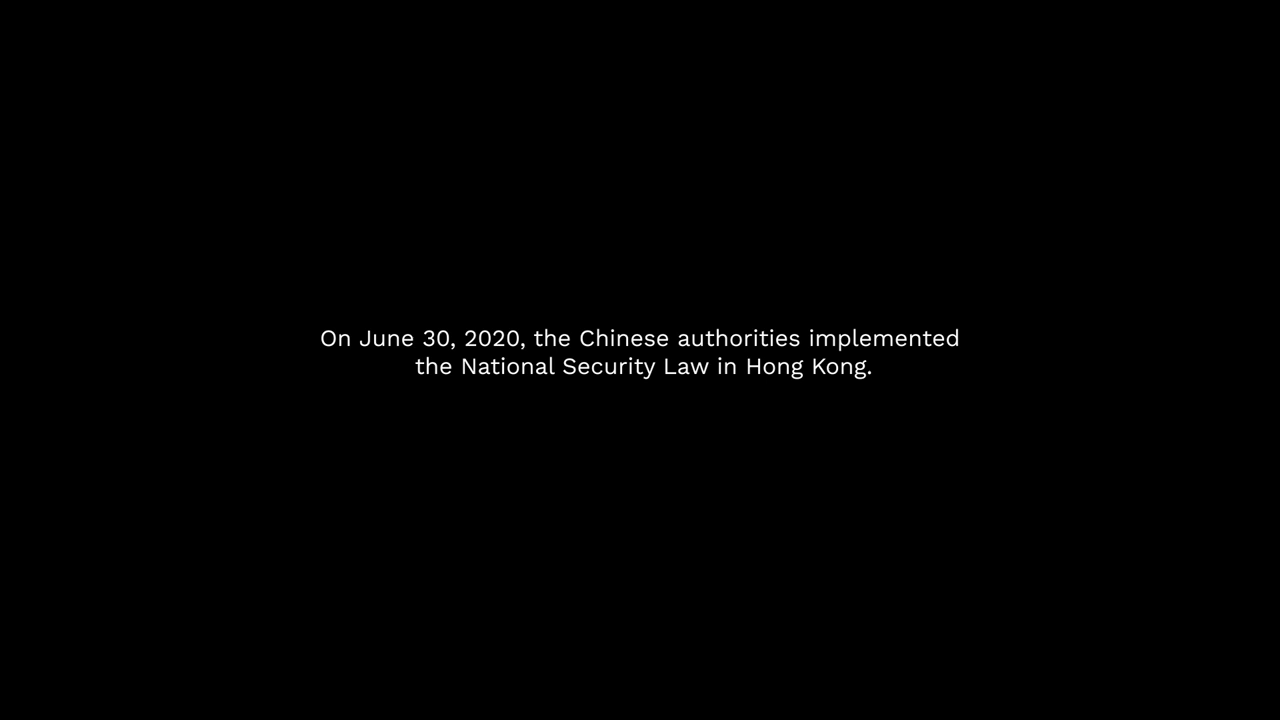 On June 30, 2020, the Chinese authorities implemented
the National Security Law in Hong Kong.